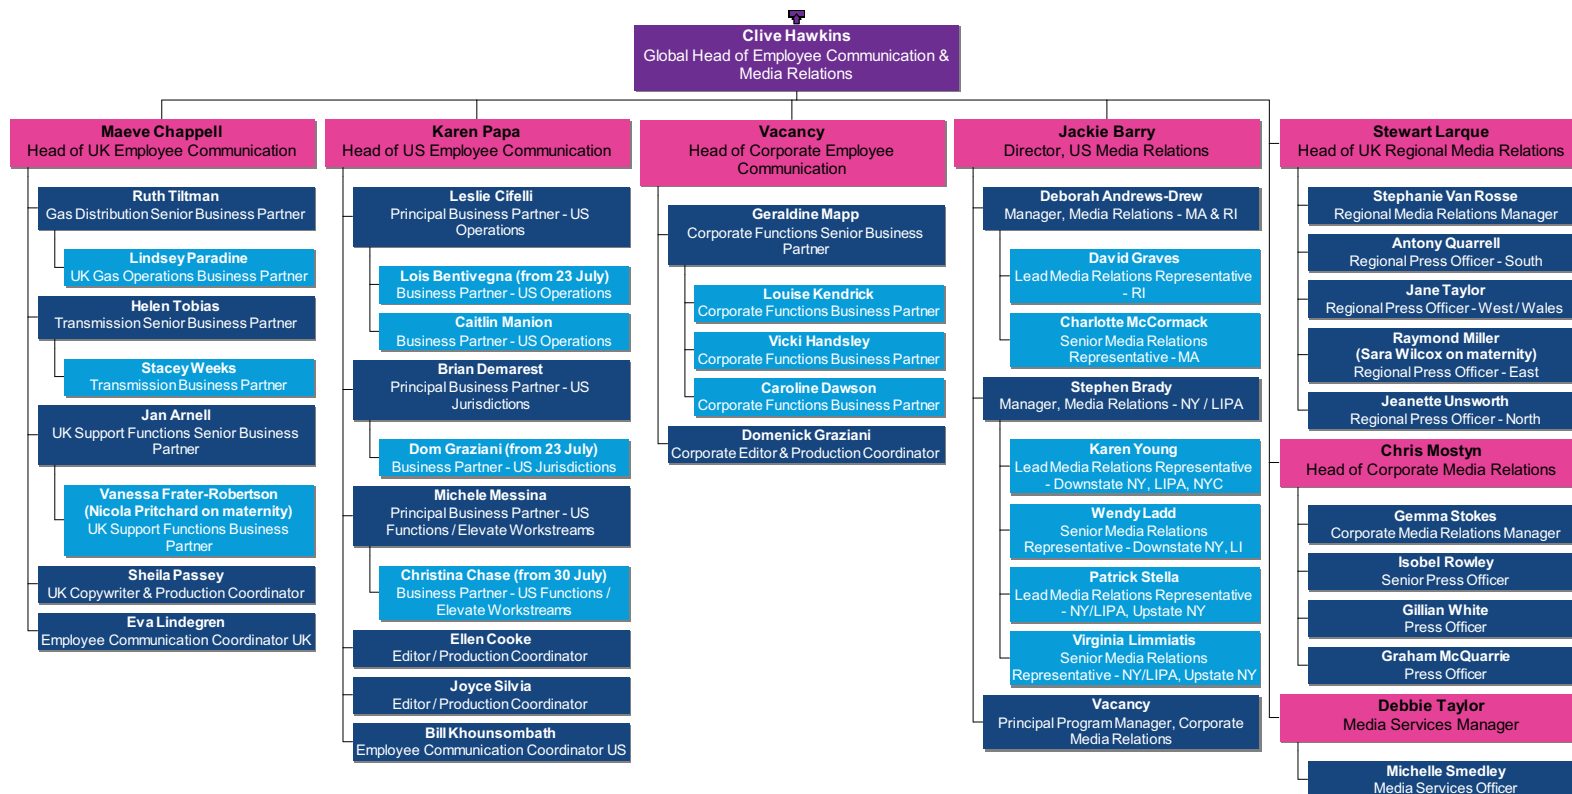 Clive Hawkins
Global Head of Employee Communication &
Media Relations
Maeve Chappell
Head of UK Employee Communication
Ruth Tiltman
Gas Distribution Senior Business Partner
Lindsey Paradine
UK Gas Operations Business Partner
Helen Tobias
Transmission Senior Business Partner
Stacey Weeks
Transmission Business Partner
Jan Arnell
UK Support Functions Senior Business
Partner
Vanessa Frater-Robertson
(Nicola Pritchard on maternity)
UK Support Functions Business
Partner
Sheila Passey
UK Copywriter & Production Coordinator
Eva Lindegren
Employee Communication Coordinator UK
Karen Papa
Head of US Employee Communication
Leslie Cifelli
Principal Business Partner - US
Operations
Lois Bentivegna (from 23 July)
Business Partner - US Operations
Caitlin Manion
Business Partner - US Operations
Brian Demarest
Principal Business Partner - US
Jurisdictions
Dom Graziani (from 23 July)
Business Partner - US Jurisdictions
Michele Messina
Principal Business Partner - US
Functions / Elevate Workstreams
Christina Chase (from 30 July)
Business Partner - US Functions /
Elevate Workstreams
Ellen Cooke
Editor / Production Coordinator
Joyce Silvia
Editor / Production Coordinator
Bill Khounsombath
Employee Communication Coordinator US
Vacancy
Head of Corporate Employee
Communication
Geraldine Mapp
Corporate Functions Senior Business
Partner
Louise Kendrick
Corporate Functions Business Partner
Vicki Handsley
Corporate Functions Business Partner
Caroline Dawson
Corporate Functions Business Partner
Domenick Graziani
Corporate Editor & Production Coordinator
Jackie Barry
Director, US Media Relations
Deborah Andrews-Drew
Manager, Media Relations - MA & RI
David Graves
Lead Media Relations Representative
- RI
Charlotte McCormack
Senior Media Relations
Representative - MA
Stephen Brady
Manager, Media Relations - NY / LIPA
Karen Young
Lead Media Relations Representative
- Downstate NY, LIPA, NYC
Wendy Ladd
Senior Media Relations
Representative - Downstate NY, LI
Patrick Stella
Lead Media Relations Representative
- NY/LIPA, Upstate NY
Virginia Limmiatis
Senior Media Relations
Representative - NY/LIPA, Upstate NY
Vacancy
Principal Program Manager, Corporate
Media Relations
Stewart Larque
Head of UK Regional Media Relations
Stephanie Van Rosse
Regional Media Relations Manager
Antony Quarrell
Regional Press Officer - South
Jane Taylor
Regional Press Officer - West / Wales
Raymond Miller
(Sara Wilcox on maternity)
Regional Press Officer - East
Jeanette Unsworth
Regional Press Officer - North
Chris Mostyn
Head of Corporate Media Relations
Gemma Stokes
Corporate Media Relations Manager
Isobel Rowley
Senior Press Officer
Gillian White
Press Officer
Graham McQuarrie
Press Officer
Debbie Taylor
Media Services Manager
Michelle Smedley
Media Services Officer